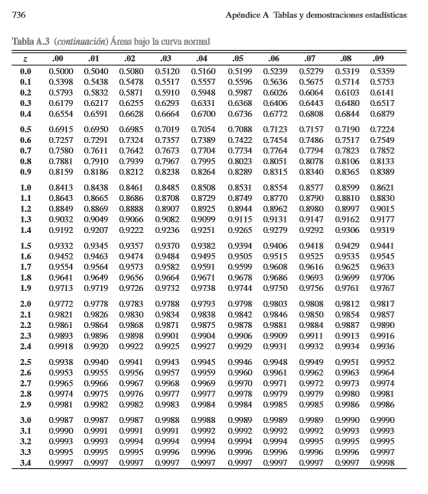 736 Apéndice A Tablas y demostraciones estadísticas
Tabla A.3 (continuación) Áreas bajo la curva normal
z .00 .01 .02 .03 .04 .05 .06 .07 .08 .09
0.0 0.5000 0.5040 0.5080 0.5120 0.5160 0.5199 0.5239 0.5279 0.5319 0.5359
0.1 0.5398 0.5438 0.5478 0.5517 0.5557 0.5596 0.5636 0.5675 0.5714 0.5753
0.2 0.5793 0.5832 0.5871 0.5910 0.5948 0.5987 0.6026 0.6064 0.6103 0.6141
0.3 0.6179 0.6217 0.6255 0.6293 0.6331 0.6368 0.6406 0.6443 0.6480 0.6517
0.4 0.6554 0.6591 0.6628 0.6664 0.6700 0.6736 0.6772 0.6808 0.6844 0.6879
0.5 0.6915 0.6950 0.6985 0.7019 0.7054 0.7088 0.7123 0.7157 0.7190 0.7224
0.6 0.7257 0.7291 0.7324 0.7357 0.7389 0.7422 0.7454 0.7486 0.7517 0.7549
0.7 0.7580 0.7611 0.7642 0.7673 0.7704 0.7734 0.7764 0.7794 0.7823 0.7852
0.8 0.7881 0.7910 0.7939 0.7967 0.7995 0.8023 0.8051 0.8078 0.8106 0.8133
0.9 0.8159 0.8186 0.8212 0.8238 0.8264 0.8289 0.8315 0.8340 0.8365 0.8389
1.0 0.8413 0.8438 0.8461 0.8485 0.8508 0.8531 0.8554 0.8577 0.8599 0.8621
1.1 0.8643 0.8665 0.8686 0.8708 0.8729 0.8749 0.8770 0.8790 0.8810 0.8830
1.2 0.8849 0.8869 0.8888 0.8907 0.8925 0.8944 0.8962 0.8980 0.8997 0.9015
1.3 0.9032 0.9049 0.9066 0.9082 0.9099 0.9115 0.9131 0.9147 0.9162 0.9177
1.4 0.9192 0.9207 0.9222 0.9236 0.9251 0.9265 0.9279 0.9292 0.9306 0.9319
1.5 0.9332 0.9345 0.9357 0.9370 0.9382 0.9394 0.9406 0.9418 0.9429 0.9441
1.6 0.9452 0.9463 0.9474 0.9484 0.9495 0.9505 0.9515 0.9525 0.9535 0.9545
1.7 0.9554 0.9564 0.9573 0.9582 0.9591 0.9599 0.9608 0.9616 0.9625 0.9633
1.8 0.9641 0.9649 0.9656 0.9664 0.9671 0.9678 0.9686 0.9693 0.9699 0.9706
1.9 0.9713 0.9719 0.9726 0.9732 0.9738 0.9744 0.9750 0.9756 0.9761 0.9767
2.0 0.9772 0.9778 0.9783 0.9788 0.9793 0.9798 0.9803 0.9808 0.9812 0.9817
2.1 0.9821 0.9826 0.9830 0.9834 0.9838 0.9842 0.9846 0.9850 0.9854 0.9857
2.2 0.9861 0.9864 0.9868 0.9871 0.9875 0.9878 0.9881 0.9884 0.9887 0.9890
2.3 0.9893 0.9896 0.9898 0.9901 0.9904 0.9906 0.9909 0.9911 0.9913 0.9916
2.4 0.9918 0.9920 0.9922 0.9925 0.9927 0.9929 0.9931 0.9932 0.9934 0.9936
2.5 0.9938 0.9940 0.9941 0.9943 0.9945 0.9946 0.9948 0.9949 0.9951 0.9952
2.6 0.9953 0.9955 0.9956 0.9957 0.9959 0.9960 0.9961 0.9962 0.9963 0.9964
2.7 0.9965 0.9966 0.9967 0.9968 0.9969 0.9970 0.9971 0.9972 0.9973 0.9974
2.8 0.9974 0.9975 0.9976 0.9977 0.9977 0.9978 0.9979 0.9979 0.9980 0.9981
2.9 0.9981 0.9982 0.9982 0.9983 0.9984 0.9984 0.9985 0.9985 0.9986 0.9986
3.0 0.9987 0.9987 0.9987 0.9988 0.9988 0.9989 0.9989 0.9989 0.9990 0.9990
3.1 0.9990 0.9991 0.9991 0.9991 0.9992 0.9992 0.9992 0.9992 0.9993 0.9993
3.2 0.9993 0.9993 0.9994 0.9994 0.9994 0.9994 0.9994 0.9995 0.9995 0.9995
3.3 0.9995 0.9995 0.9995 0.9996 0.9996 0.9996 0.9996 0.9996 0.9996 0.9997
3.4 0.9997 0.9997 0.9997 0.9997 0.9997 0.9997 0.9997 0.9997 0.9997 0.9998